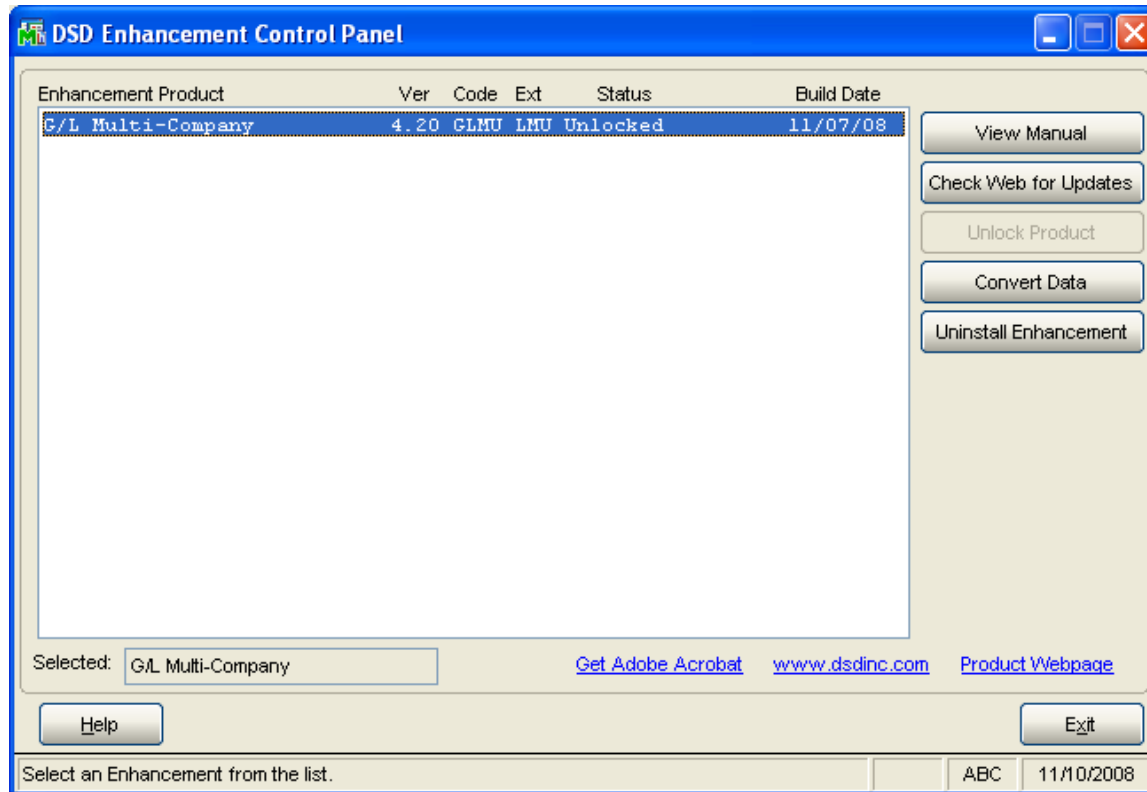 DSD Enhancement Control Panel
Enhancement Product Ver Code Ext Status Build Date
G/L Multi-Company 4.20 GLMU LMU Unlocked 11/07/08
View Manual
Check Web for Updates
Unlock Product
Convert Data
Uninstall Enhancement
Selected: G/L Multi-Company Get Adobe Acrobat www.dsdinc.com Product Webpage
Help Exit
Select an Enhancement from the list. ABC 11/10/2008